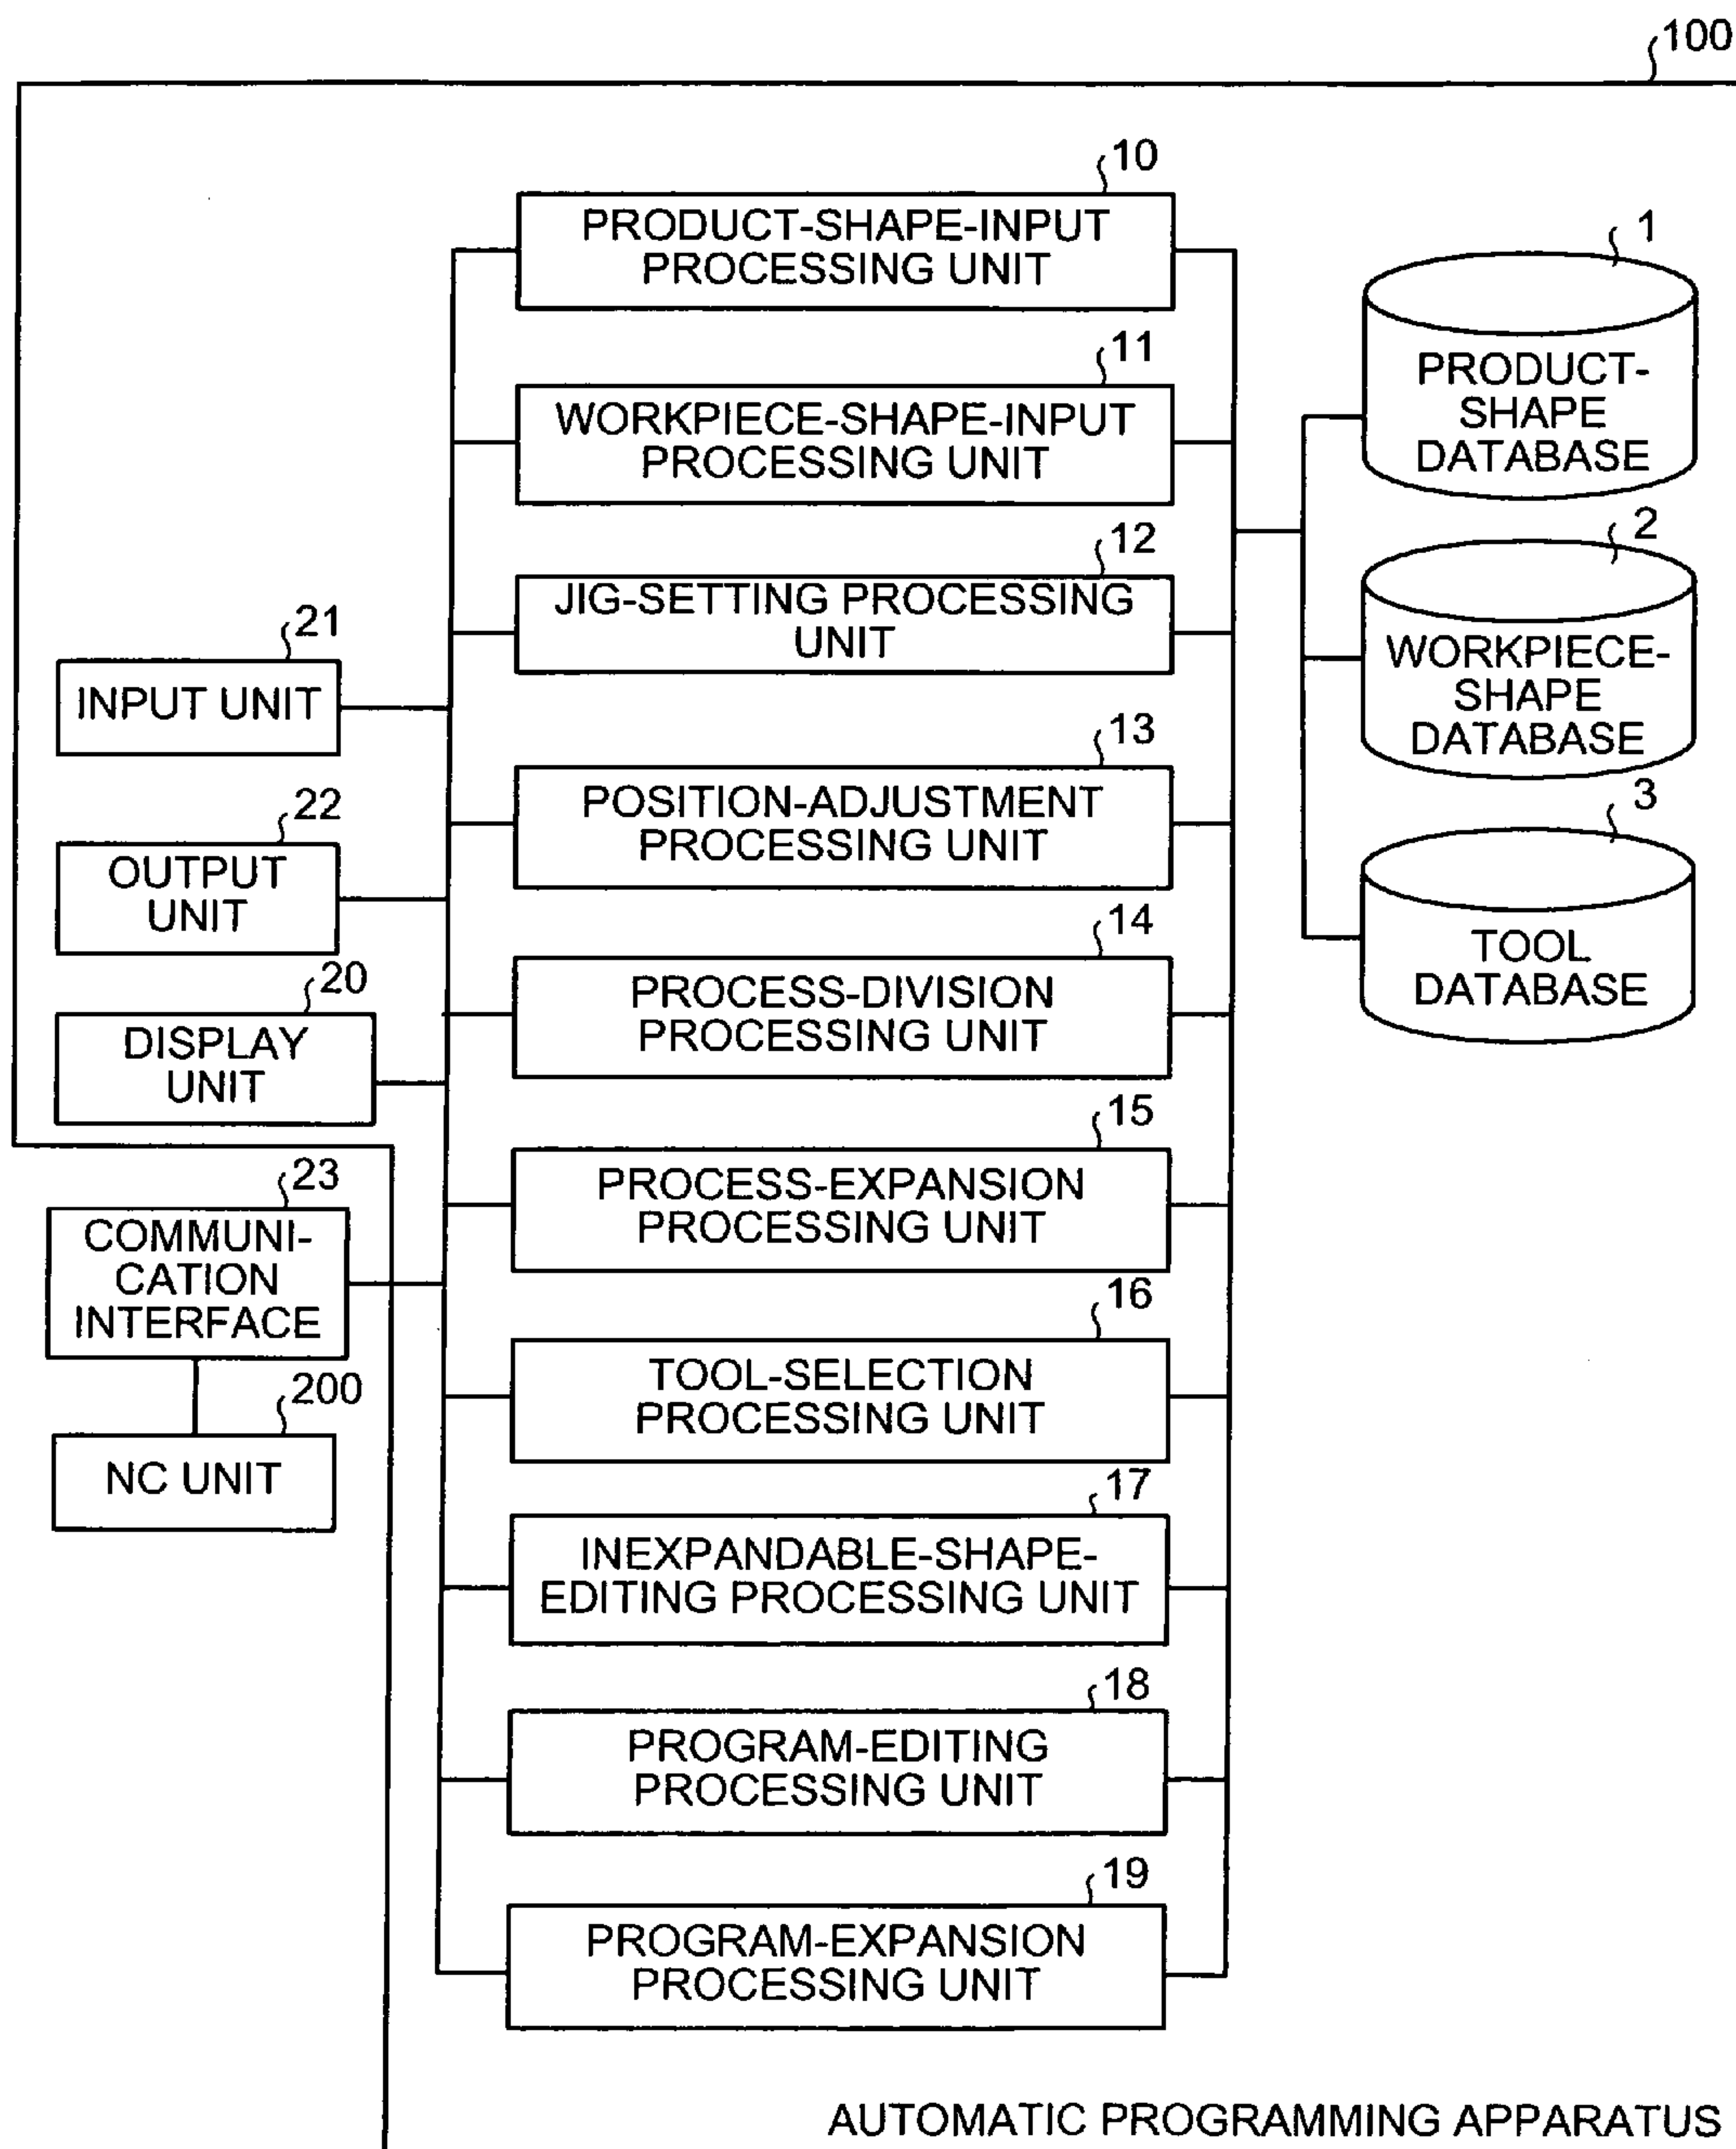 100
10
PRODUCT-SHAPE-INPUT
PROCESSING UNIT
11
WORKPIECE-SHAPE-INPUT
PROCESSING UNIT
12
JIG-SETTING PROCESSING
UNIT
13
POSITION-ADJUSTMENT
PROCESSING UNIT
14
PROCESS-DIVISION
PROCESSING UNIT
15
PROCESS-EXPANSION
PROCESSING UNIT
16
TOOL-SELECTION
PROCESSING UNIT
17
INEXPANDABLE-SHAPE-
EDITING PROCESSING UNIT
18
PROGRAM-EDITING
PROCESSING UNIT
19
PROGRAM-EXPANSION
PROCESSING UNIT
21
INPUT UNIT
22
OUTPUT
UNIT
20
DISPLAY
UNIT
23
COMMUNI-
CATION
INTERFACE
200
NC UNIT
1
PRODUCT-
SHAPE
DATABASE
2
WORKPIECE-
SHAPE
DATABASE
3
TOOL
DATABASE
AUTOMATIC PROGRAMMING APPARATUS